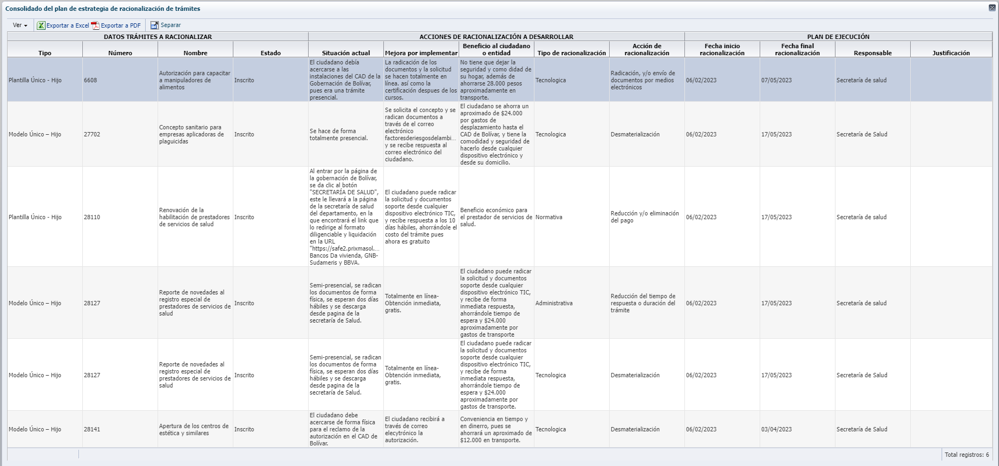 Consolidado del plan de estrategia de racionalización de trámites
Ver Exportar a Excel Exportar a PDF Separar
DATOS TRÁMITES A RACIONALIZAR ACCIONES DE RACIONALIZACIÓN A DESARROLLAR PLAN DE EJECUCIÓN
Tipo
Número
Nombre
Estado
Situación actual
Mejora por implementar
Beneficio al ciudadano
o entidad
Tipo de racionalización
Acción de
racionalización
Fecha inicio
racionalización
Fecha final
racionalización
Responsable
Justificación
Plantilla Único - Hijo
6608
Autorización para capacitar
a manipuladores de
alimentos
Inscrito
El ciudadano debía
acercarse a las
instalaciones del CAD de la
Gobernación de Bolívar,
pues era una trámite
presencial.
La radicación de los
documentos y la solicitud
se hacen totalmente en
línea. así como la
certificación despues de los
cursos.
No tiene que dejar la
seguridad y como didad de
su hogar, además de
ahorrarse 28.000 pesos
aproximadamente en
transporte.
Tecnologica
Radicación, y/o envío de
documentos por medios
electrónicos
06/02/2023
07/05/2023
Secretaría de salud
Modelo Único – Hijo
27702
Concepto sanitario para
empresas aplicadoras de
plaguicidas
Inscrito
Se hace de forma
totalmente presencial.
Se solicita el concepto y se
radican documentos a
través de el correo
electrónico
factoresderiesgosdelambi...
y se recibe respuesta al
correo electrónico del
ciudadano.
El ciudadano se ahorra un
aproximado de $24.000
por gastos de
desplazamiento hasta el
CAD de Bolívar, y tiene la
comodidad y seguridad de
hacerlo desde cualquier
dispositivo electrónico y
desde su domicilio.
Tecnologica
Desmaterialización
06/02/2023
17/05/2023
Secretaría de Salud
Plantilla Único - Hijo
28110
Renovación de la
habilitación de prestadores
de servicios de salud
Inscrito
Al entrar por la página de
la gobernación de Bolívar,
se da clic al botón
"SECRETARÍA DE SALUD",
este le llevará a la página
de la secretaría de salud
del departamento, en la
que encontrará el link que
lo redirige al formato
diligenciable y liquidación
en la URL
"https://safe2.prixmasol....
Bancos Da vivienda, GNB-
Sudameris y BBVA.
El ciudadano puede radicar
la solicitud y documentos
soporte desde cualquier
dispositivo electrónico TIC,
y recibe respuesta a los 10
días hábiles, ahorrándole el
costo del trámite pues
ahora es gratuito
Beneficio económico para
el prestador de servicios de
salud.
Normativa
Reducción y/o eliminación
del pago
06/02/2023
17/05/2023
Secretaría de salud
Modelo Único – Hijo
28127
Reporte de novedades al
registro especial de
prestadores de servicios de
salud
Inscrito
Semi-presencial, se radican
los documentos de forma
física, se esperan dos días
hábiles y se descarga
desde pagina de la
secretaría de Salud.
Totalmente en línea-
Obtención inmediata,
gratis.
El ciudadano puede radicar
la solicitud y documentos
soporte desde cualquier
dispositivo electrónico TIC,
y recibe de forma
inmediata respuesta,
ahorrándole tiempo de
espera y $24.000
aproximadamente por
gastos de transporte
Administrativa
Reducción del tiempo de
respuesta o duración del
trámite
06/02/2023
17/05/2023
Secretaría de salud
Modelo Único – Hijo
28127
Reporte de novedades al
registro especial de
prestadores de servicios de
salud
Inscrito
Semi-presencial, se radican
los documentos de forma
física, se esperan dos días
hábiles y se descarga
desde pagina de la
secretaría de Salud.
Totalmente en línea-
Obtención inmediata,
gratis.
El ciudadano puede radicar
la solicitud y documentos
soporte desde cualquier
dispositivo electrónico TIC,
y recibe de forma
inmediata respuesta,
ahorrándole tiempo de
espera y $24.000
aproximadamente por
gastos de transporte.
Tecnologica
Desmaterialización
06/02/2023
17/05/2023
Secretaría de Salud
Modelo Único – Hijo
28141
Apertura de los centros de
estética y similares
Inscrito
El ciudadano debe
acercarse de forma física
para el reclamo de la
autorización en el CAD de
Bolívar.
El ciudadano recibirá a
través de correo
elecytrónico la
autorización.
Conveniencia en tiempo y
en dinerro, pues se
ahorrará un aproximado de
$12.000 en transporte.
Tecnologica
Desmaterialización
06/02/2023
03/04/2023
Secretaría de Salud
Total registros: 6